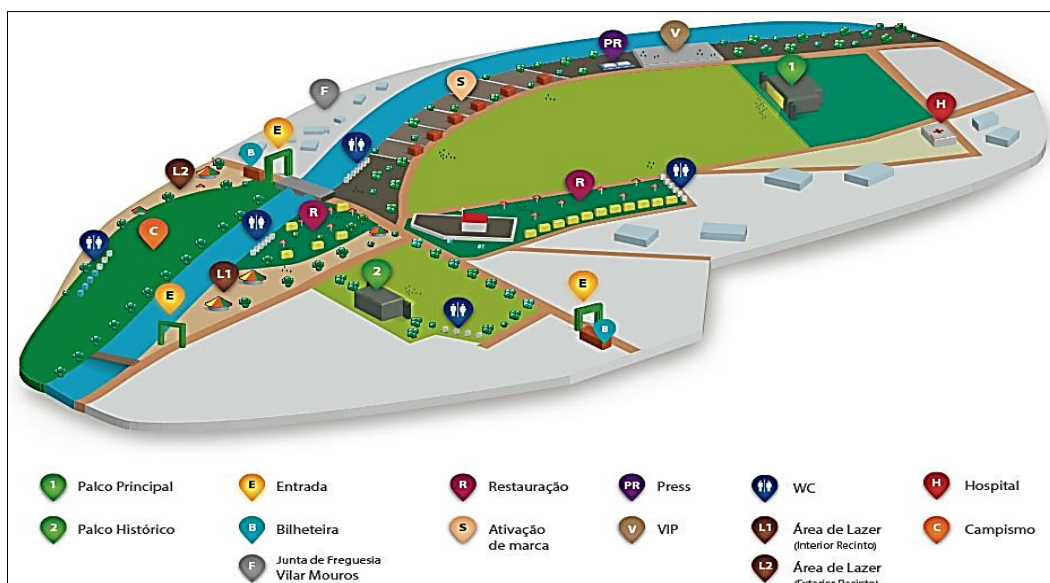 PR
V
1
S
F
E
H
B
L2
R
R
C
L1
2
E
E
B
1 Palco Principal
E Entrada
R Restauração
PR Press
WC
H Hospital
2 Palco Histórico
B Bilheteira
S Ativação
de marca
V VIP
L1 Área de Lazer
(Interior Recinto)
C Campismo
F Junta de Freguesia
Vilar Mouros
L2 Área de Lazer
(Exterior Recinto)